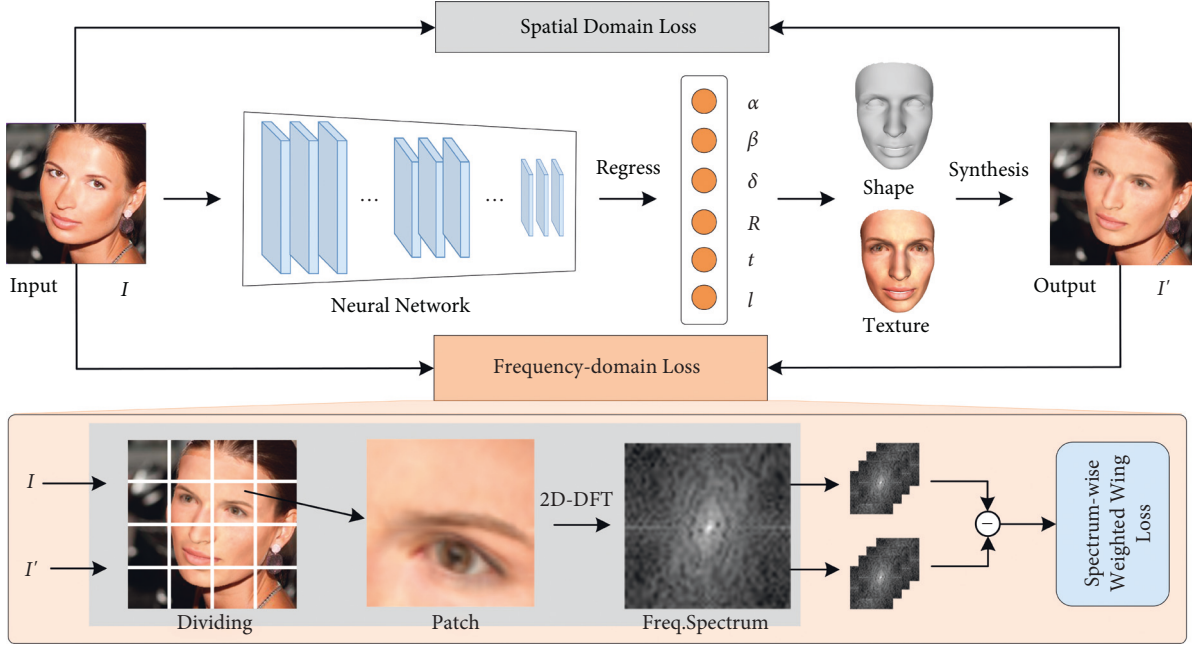 Spatial Domain Loss
Input
I
Neural Network
...
...
Regress
α
β
δ
R
t
l
Shape
Texture
Synthesis
Output
I′
Frequency-domain Loss
I
I′
Dividing
Patch
2D-DFT
Freq.Spectrum
−
Spectrum-wise
Weighted Wing
Loss